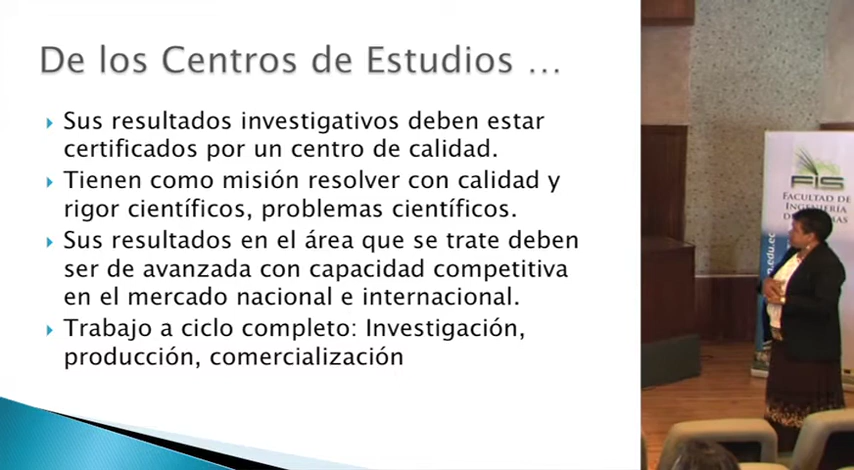 De los Centros de Estudios ...
Sus resultados investigativos deben estar
certificados por un centro de calidad.
Tienen como misión resolver con calidad y
rigor científicos, problemas científicos.
Sus resultados en el área que se trate deben
ser de avanzada con capacidad competitiva
en el mercado nacional e internacional.
Trabajo a ciclo completo: Investigación,
producción, comercialización
FIS
FACULTAD DE
INGENIERÍA